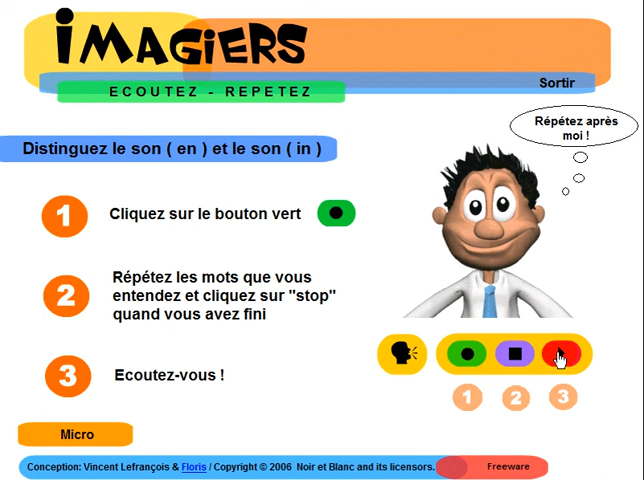 iMAGiERS
ECOUTEZ - REPETEZ
Sortir
Répétez après
moi !
Distinguez le son ( en ) et le son ( in )
1
Cliquez sur le bouton vert
2
Répétez les mots que vous
entendez et cliquez sur "stop"
quand vous avez fini
3
Ecoutez-vous !
1 2 3
Micro
Conception: Vincent Lefrançois & Floris / Copyright © 2006 Noir et Blanc and its licensors.
Freeware